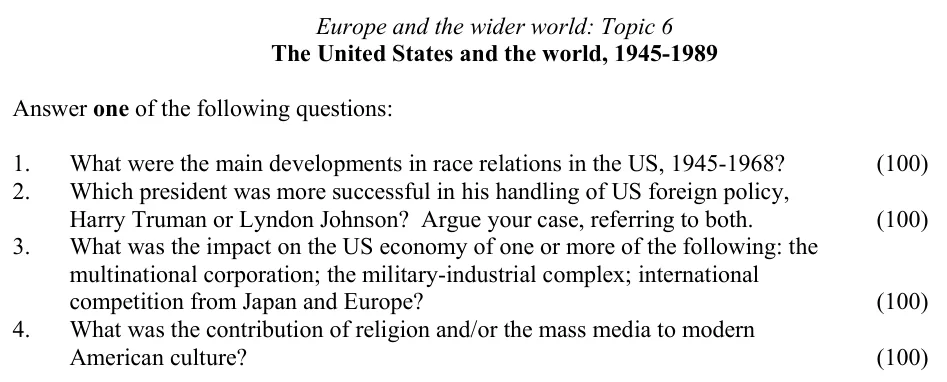 Europe and the wider world: Topic 6
The United States and the world, 1945-1989
Answer one of the following questions:
1. What were the main developments in race relations in the US, 1945-1968? (100)
2. Which president was more successful in his handling of US foreign policy,
Harry Truman or Lyndon Johnson? Argue your case, referring to both. (100)
3. What was the impact on the US economy of one or more of the following: the
multinational corporation; the military-industrial complex; international
competition from Japan and Europe? (100)
4. What was the contribution of religion and/or the mass media to modern
American culture? (100)